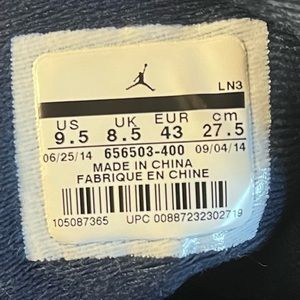 LN3
US UK EUR cm
9.5 8.5 43 27.5
06/25/14 656503-400 09/04/14
MADE IN CHINA
FABRIQUE EN CHINE
105087365 UPC 00887232302719